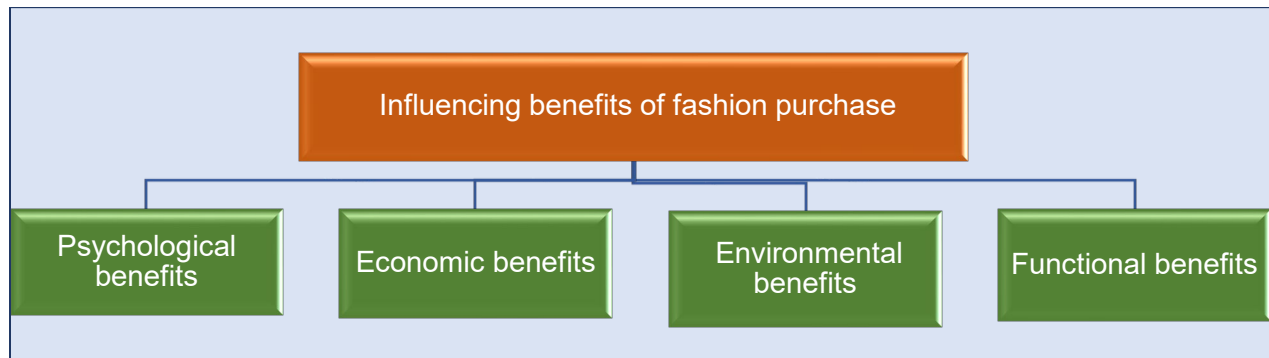 Influencing benefits of fashion purchase
Psychological
benefits
Economic benefits
Environmental
benefits
Functional benefits